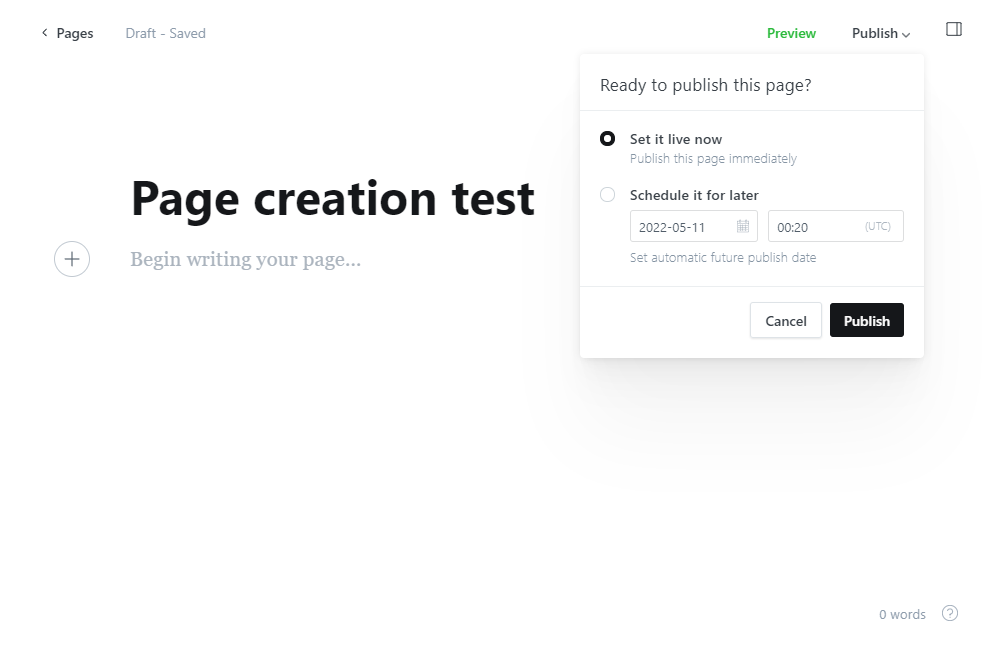 Pages
Draft - Saved
Preview
Publish
Ready to publish this page?
Set it live now
Publish this page immediately
Schedule it for later
2022-05-11
00:20 (UTC)
Set automatic future publish date
Cancel
Publish
Page creation test
Begin writing your page...
0 words
?